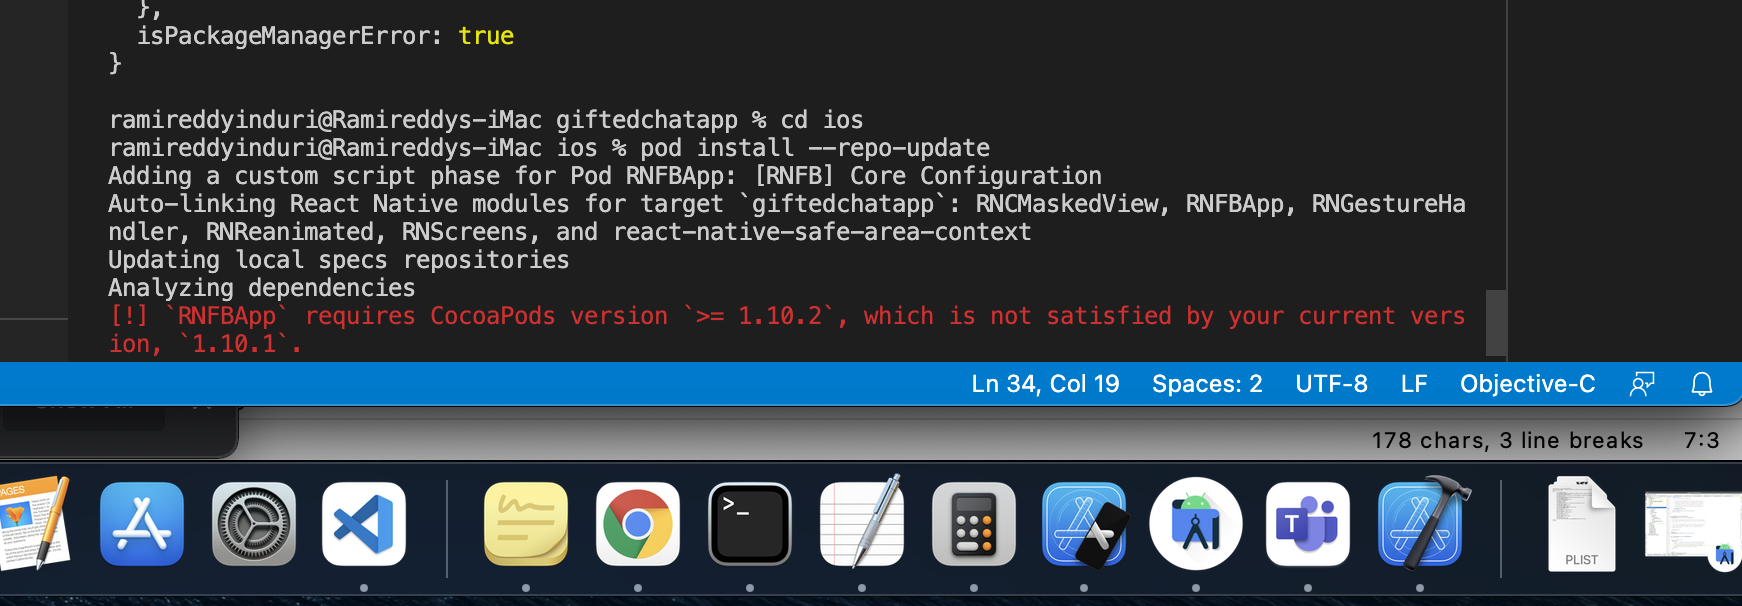 },
isPackageManagerError: true
}
ramireddyinduri@Ramireddys-iMac giftedchatapp % cd ios
ramireddyinduri@Ramireddys-iMac ios % pod install --repo-update
Adding a custom script phase for Pod RNFBApp: [RNFB] Core Configuration
Auto-linking React Native modules for target `giftedchatapp`: RNCMaskedView, RNFBApp, RNGestureHa
ndler, RNReanimated, RNScreens, and react-native-safe-area-context
Updating local specs repositories
Analyzing dependencies
[!] `RNFBApp` requires CocoaPods version `>= 1.10.2`, which is not satisfied by your current vers
ion, `1.10.1`.
Ln 34, Col 19 Spaces: 2 UTF-8 LF Objective-C
178 chars, 3 line breaks 7:3
PAGES
>_
T
PLIST